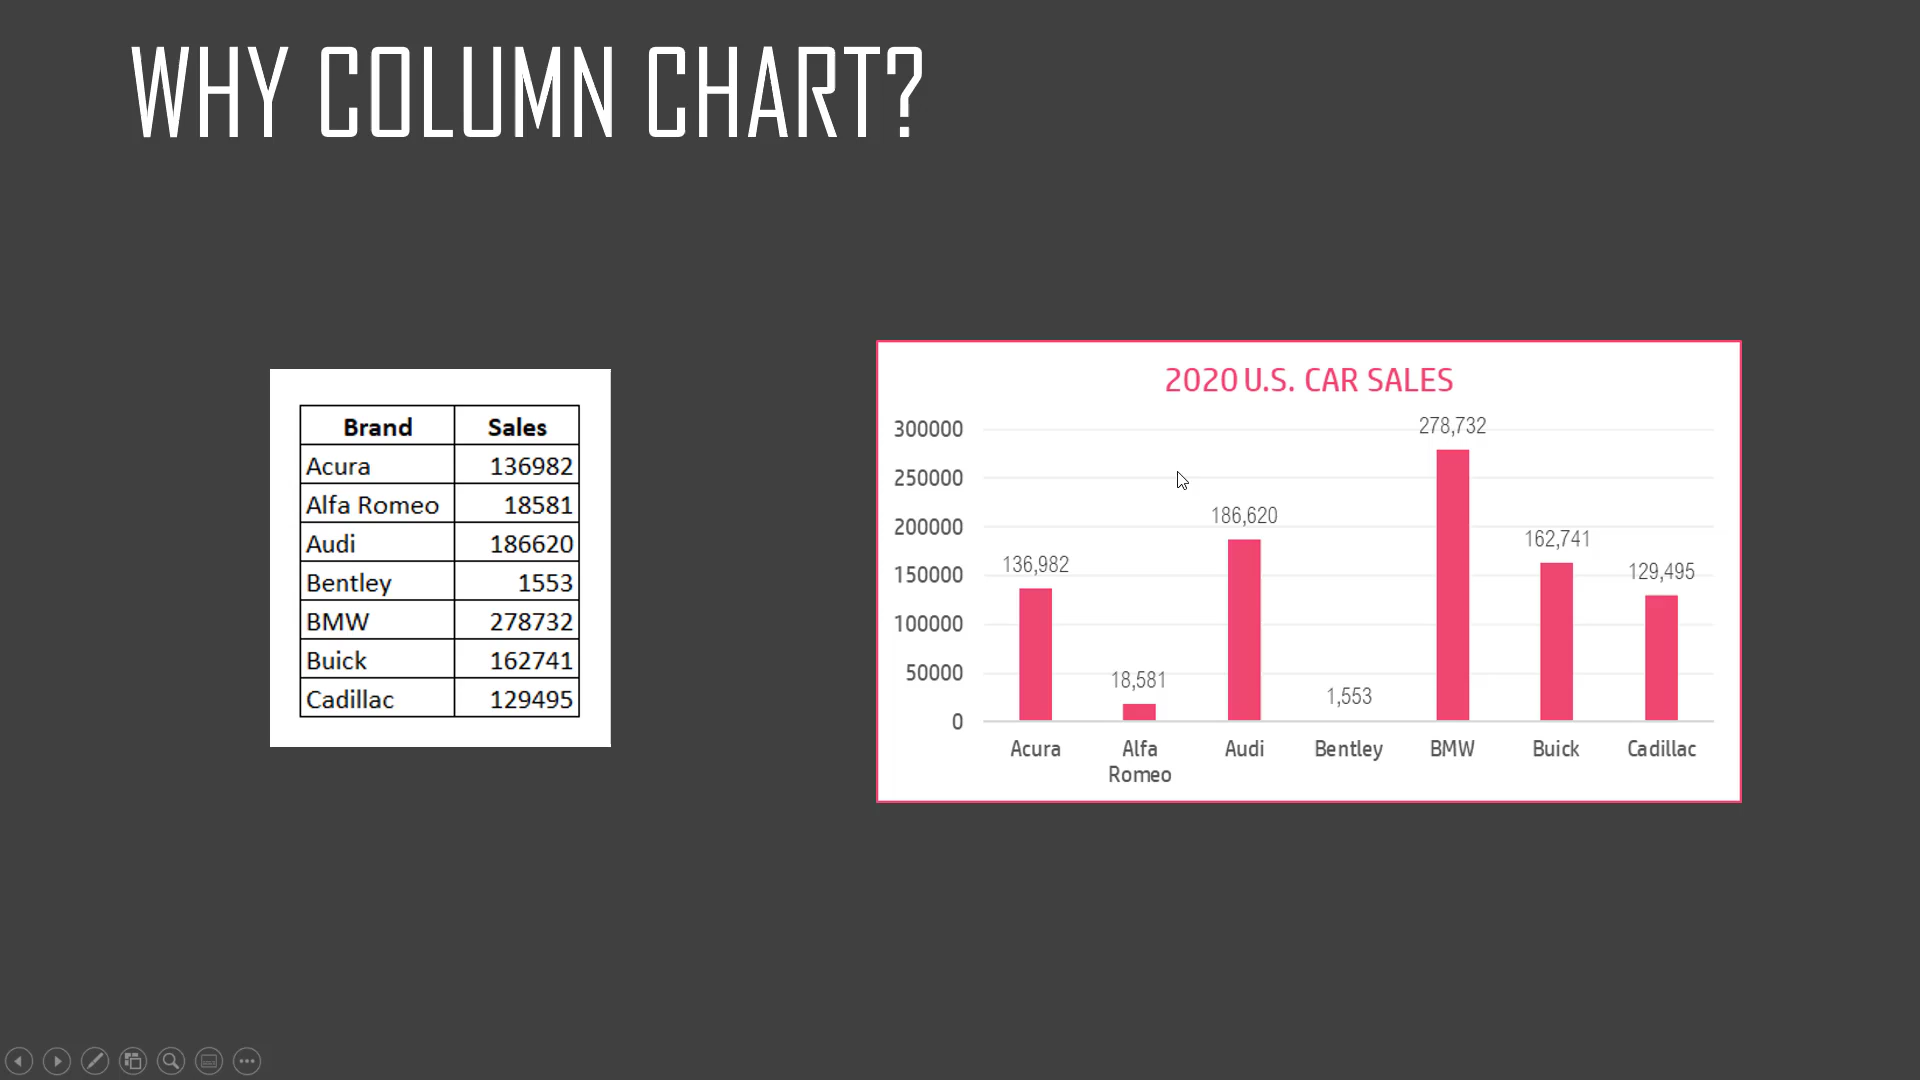 WHY COLUMN CHART?
Brand Sales
Acura 136982
Alfa Romeo 18581
Audi 186620
Bentley 1553
BMW 278732
Buick 162741
Cadillac 129495
2020 U.S. CAR SALES
300000
250000
200000
150000
100000
50000
0
136,982
18,581
186,620
1,553
278,732
162,741
129,495
Acura
Alfa
Romeo
Audi
Bentley
BMW
Buick
Cadillac